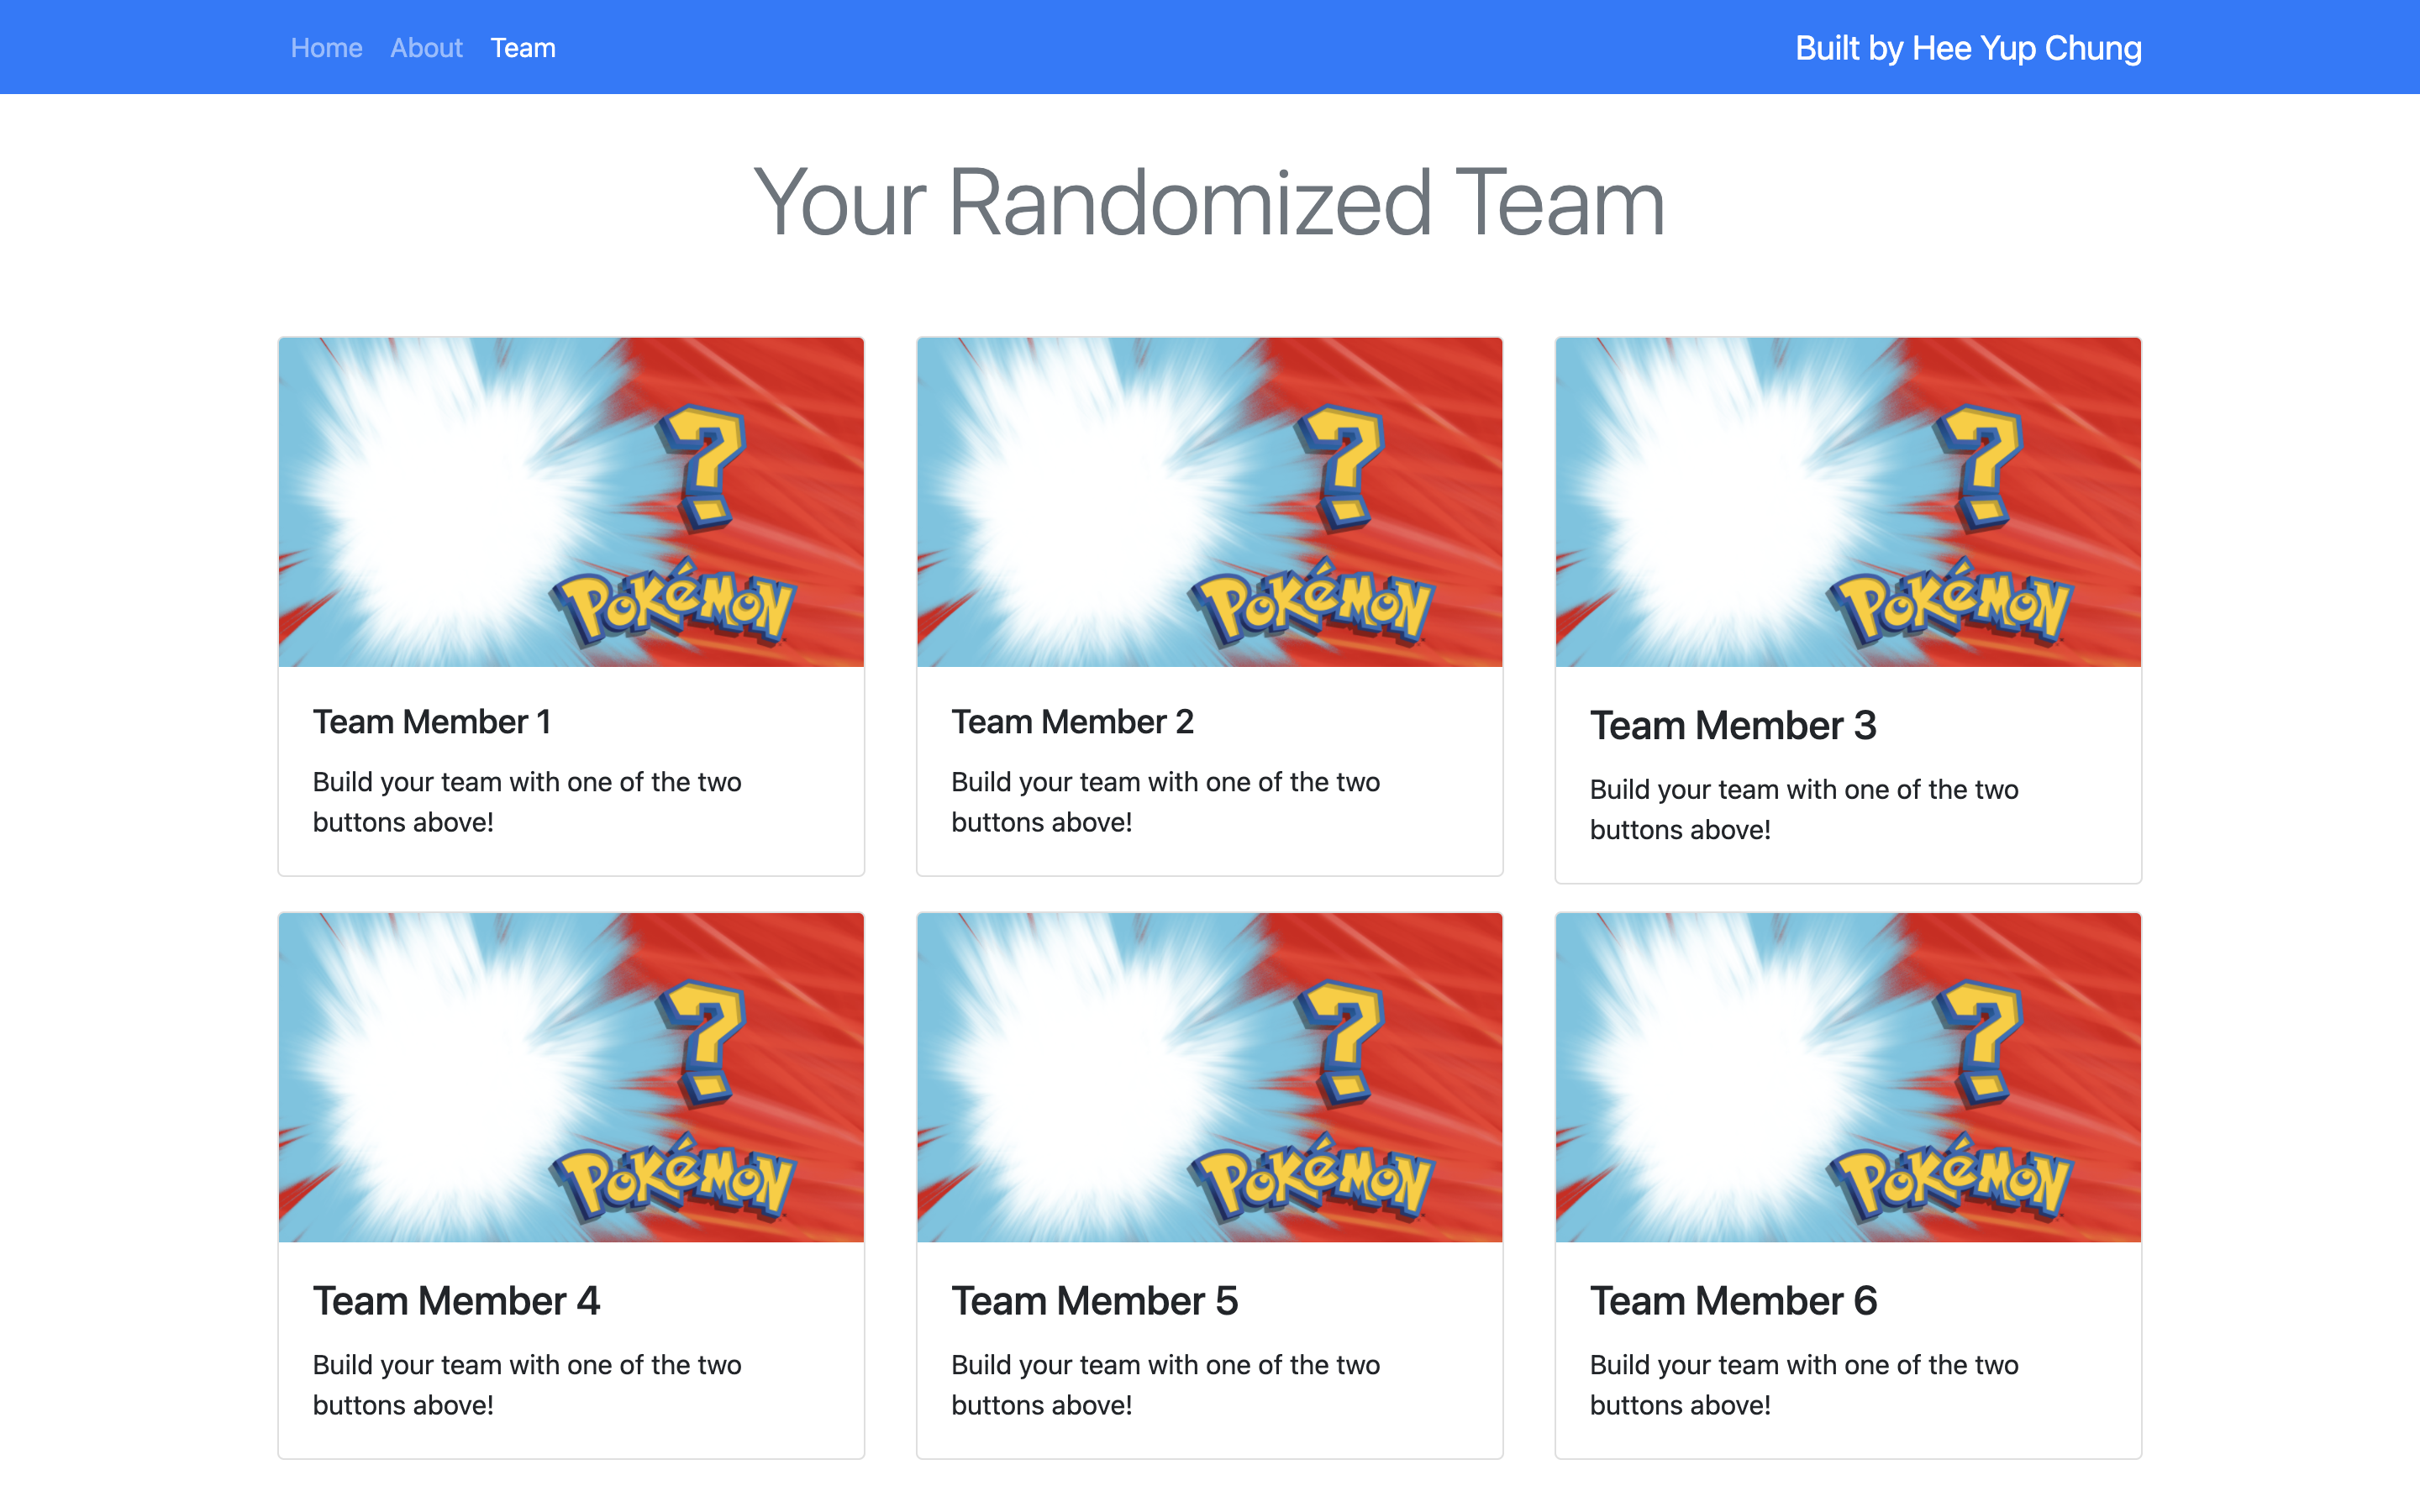 Home About Team
Built by Hee Yup Chung
Your Randomized Team
?
POKéMON
Team Member 1
Build your team with one of the two
buttons above!
?
POKéMON
Team Member 2
Build your team with one of the two
buttons above!
?
POKéMON
Team Member 3
Build your team with one of the two
buttons above!
?
POKéMON
Team Member 4
Build your team with one of the two
buttons above!
?
POKéMON
Team Member 5
Build your team with one of the two
buttons above!
?
POKéMON
Team Member 6
Build your team with one of the two
buttons above!